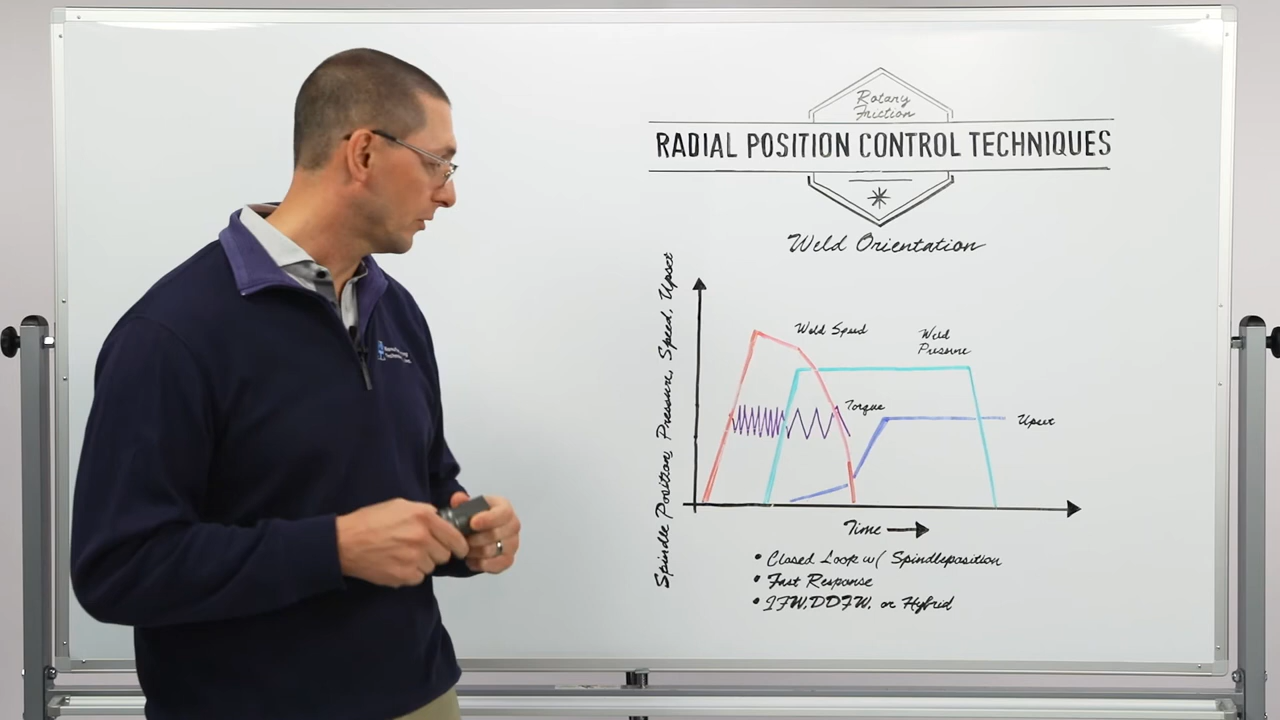 Rotary
Friction
RADIAL POSITION CONTROL TECHNIQUES
Weld Orientation
Spindle Position, Pressure, Speed, Upset
Weld Speed
Weld
Pressure
Torque
Upset
Time
• Closed Loop w/ Spindleposition
• Fast Response
• IFW, DDFW, or Hybrid